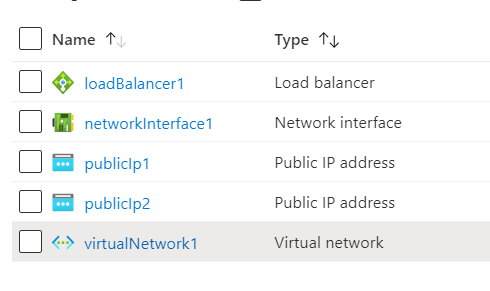 Name ↑↓ Type ↑↓
loadBalancer1 Load balancer
networkInterface1 Network interface
publicIp1 Public IP address
publicIp2 Public IP address
virtualNetwork1 Virtual network